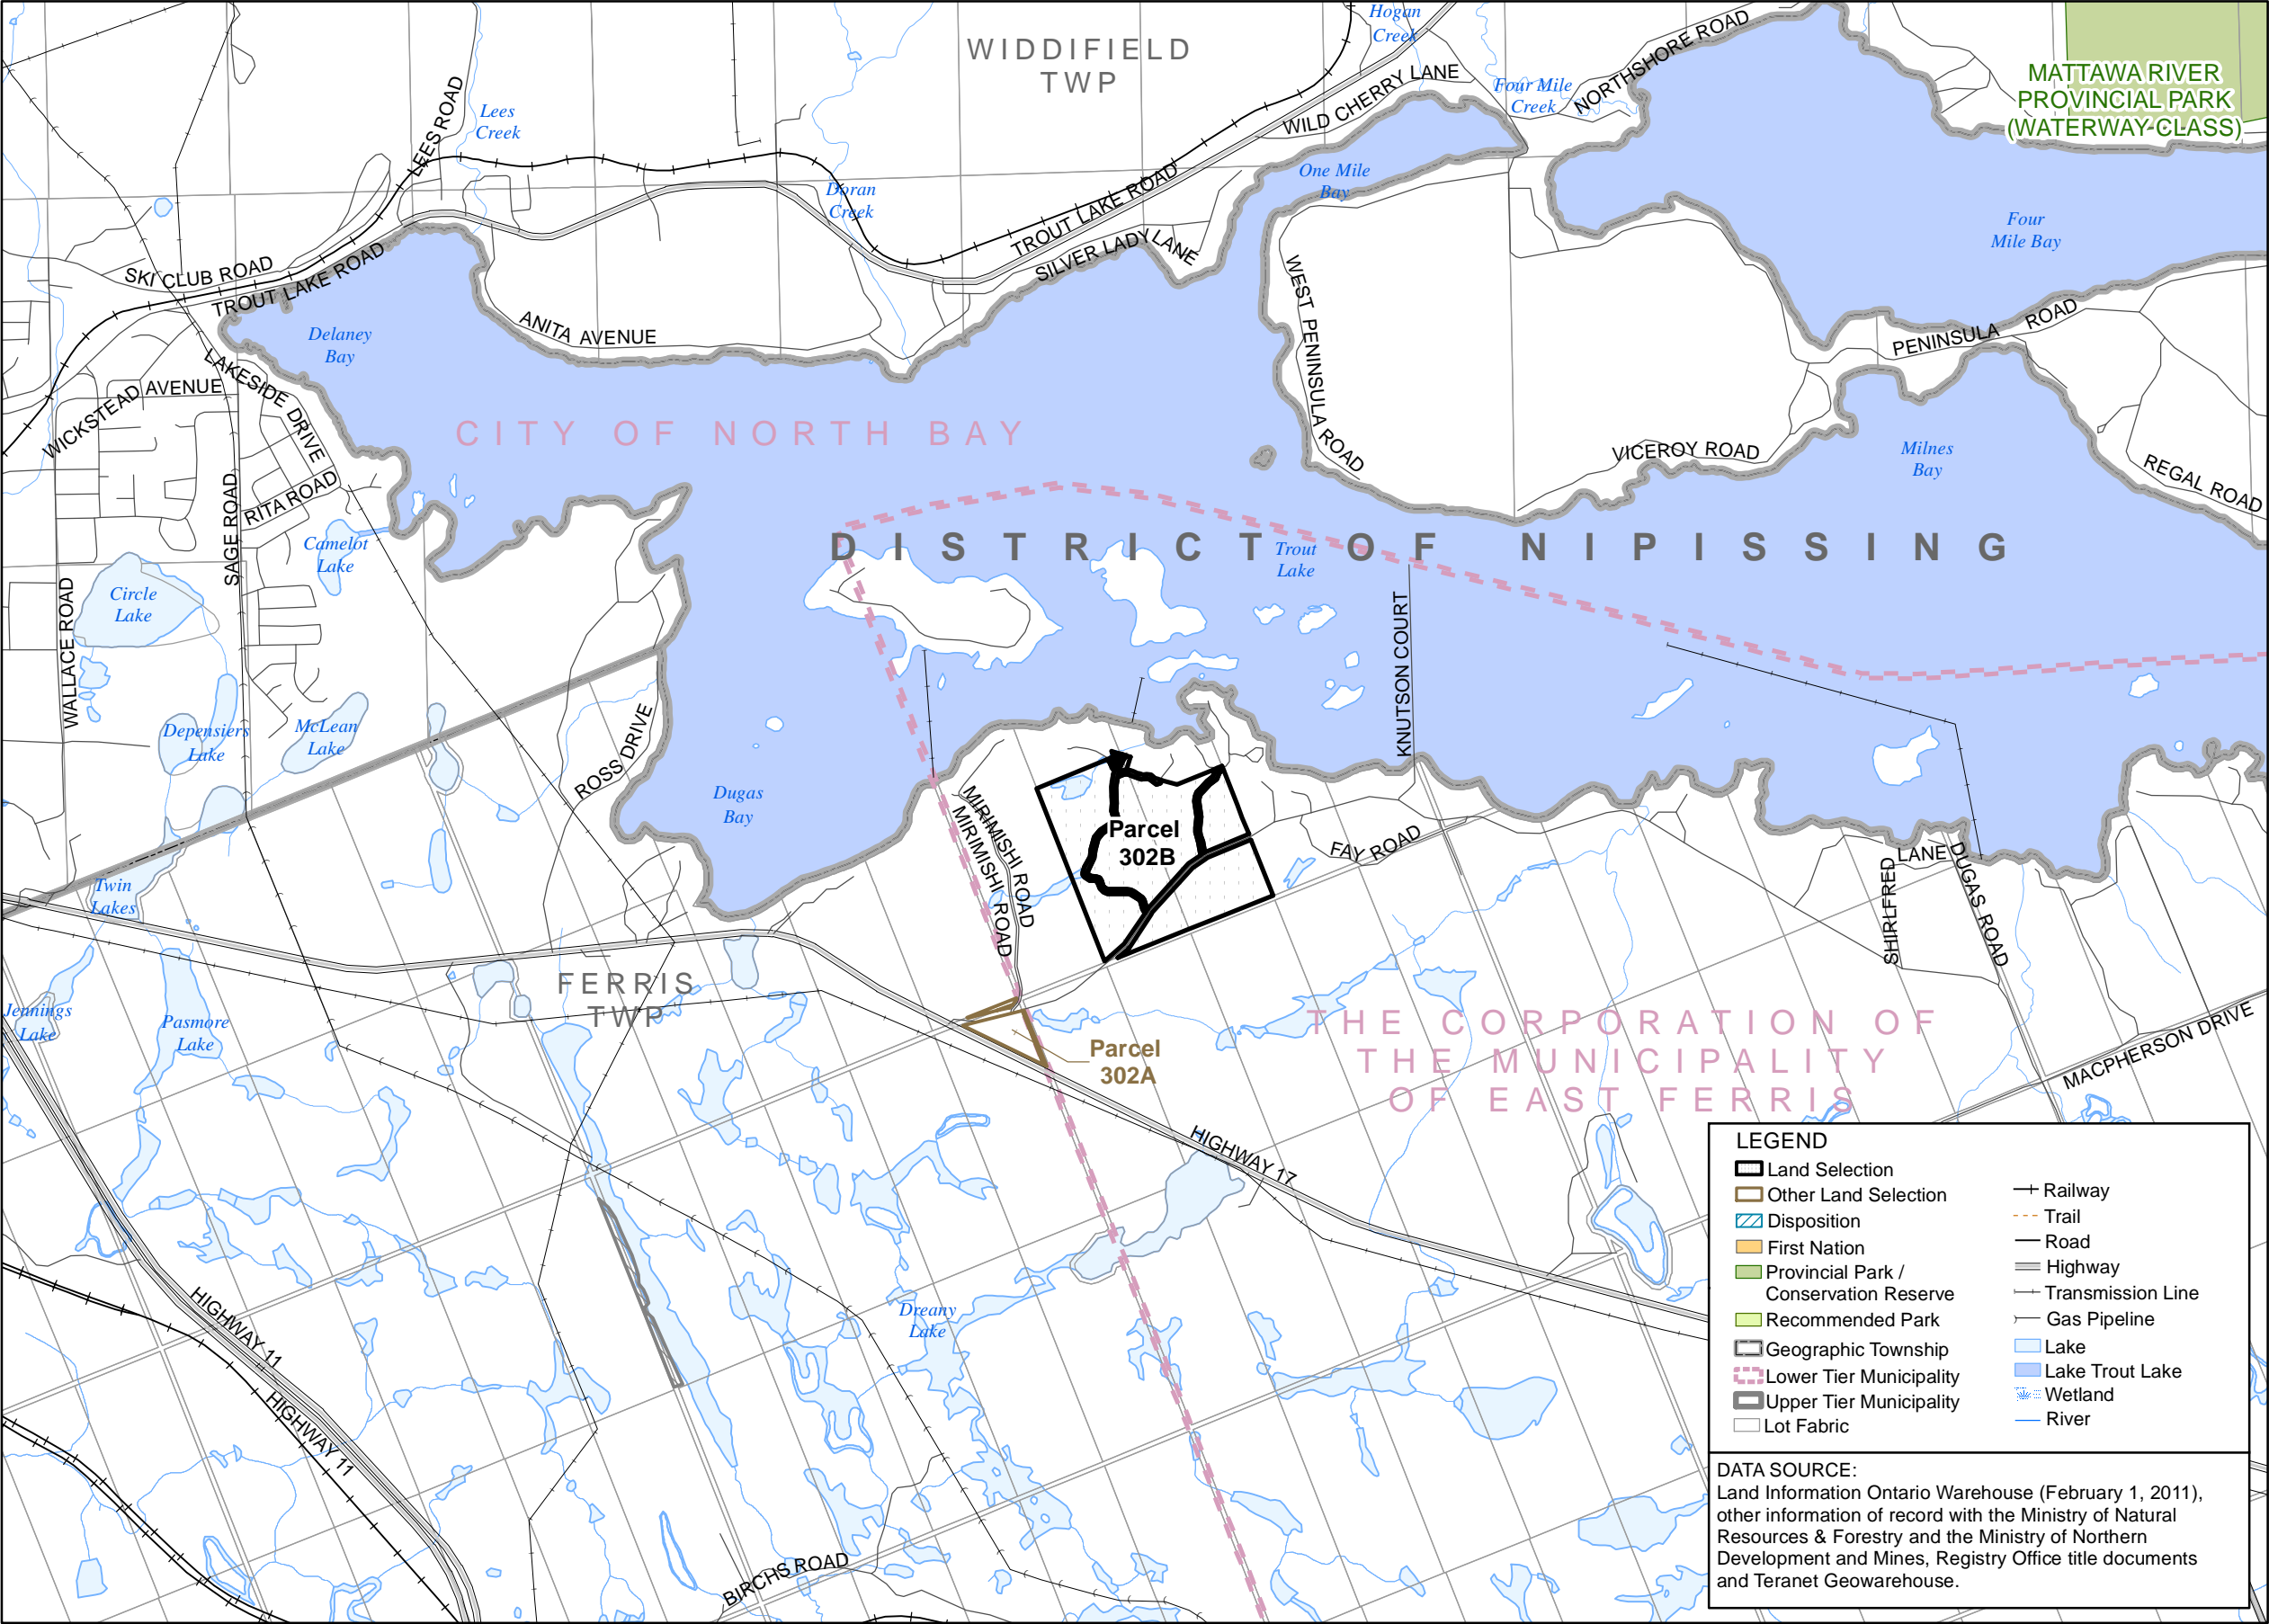 WIDDIFIELD
TWP
Hogan
Creek
NORTHSHORE ROAD
MATTAWA RIVER
PROVINCIAL PARK
(WATERWAY CLASS)
WILD CHERRY LANE
Four Mile
Creek
LEES ROAD
Lees
Creek
One Mile
Bay
Doran
Creek
TROUT LAKE ROAD
SILVER LADY LANE
Four
Mile Bay
SKI CLUB ROAD
TROUT LAKE ROAD
WEST PENINSULA ROAD
ANITA AVENUE
Delaney
Bay
PENINSULA ROAD
LAKESIDE DRIVE
WICKSTEAD AVENUE
CITY OF NORTH BAY
VICEROY ROAD
Milnes
Bay
REGAL ROAD
RITA ROAD
SAGE ROAD
Camelot
Lake
DISTRICT OF NIPISSING
Trout
Lake
Circle
Lake
WALLACE ROAD
KNUTSON COURT
Depensiers
Lake
McLean
Lake
ROSS DRIVE
Dugas
Bay
MIRIMISHI ROAD
MIRIMISHI ROAD
Parcel
302B
FAY ROAD
SHIRLFRED LANE
DUGAS ROAD
Twin
Lakes
FERRIS
TWP
Jennings
Lake
Pasmore
Lake
Parcel
302A
THE CORPORATION OF
THE MUNICIPALITY
OF EAST FERRIS
MACPHERSON DRIVE
HIGHWAY 17
HIGHWAY 11
HIGHWAY 11
Dreany
Lake
BIRCHS ROAD
LEGEND
Land Selection
Other Land Selection
Disposition
First Nation
Provincial Park /
Conservation Reserve
Recommended Park
Geographic Township
Lower Tier Municipality
Upper Tier Municipality
Lot Fabric
Railway
Trail
Road
Highway
Transmission Line
Gas Pipeline
Lake
Lake Trout Lake
Wetland
River
DATA SOURCE:
Land Information Ontario Warehouse (February 1, 2011),
other information of record with the Ministry of Natural
Resources & Forestry and the Ministry of Northern
Development and Mines, Registry Office title documents
and Teranet Geowarehouse.